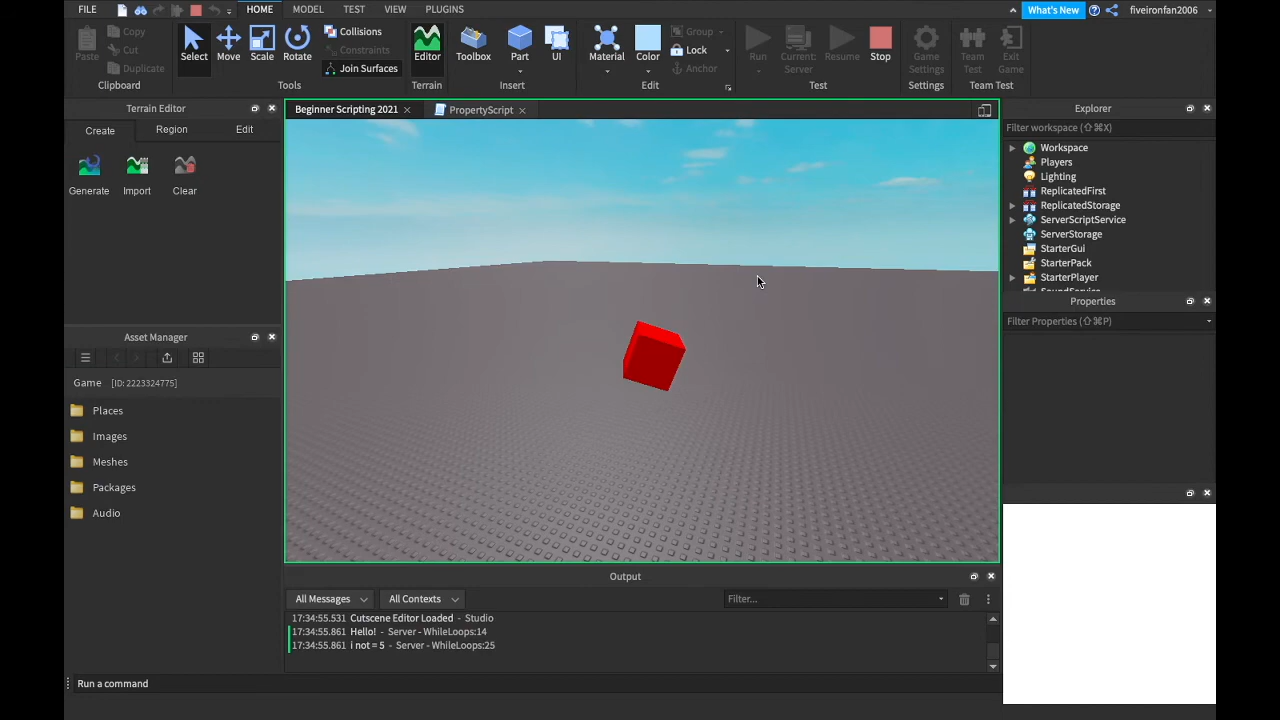 FILE HOME MODEL TEST VIEW PLUGINS What's New fiveironfan2006
Paste Copy Cut Duplicate Clipboard
Select Move Scale Rotate Collisions Constraints Join Surfaces Tools
Editor Terrain
Toolbox Part UI Insert
Material Color Group Lock Anchor Edit
Run Current: Server Resume Stop Test
Game Settings Settings
Team Test Exit Game Team Test
Terrain Editor
Create Region Edit
Generate Import Clear
Asset Manager
Game [ID: 2223324775]
Places
Images
Meshes
Packages
Audio
Beginner Scripting 2021 PropertyScript
Output
All Messages All Contexts Filter...
17:34:55.531 Cutscene Editor Loaded - Studio
17:34:55.861 Hello! - Server - WhileLoops:14
17:34:55.861 i not = 5 - Server - WhileLoops:25
Run a command
Explorer
Filter workspace (⇧⌘X)
Workspace
Players
Lighting
ReplicatedFirst
ReplicatedStorage
ServerScriptService
ServerStorage
StarterGui
StarterPack
StarterPlayer
SoundService
Properties
Filter Properties (⇧⌘P)